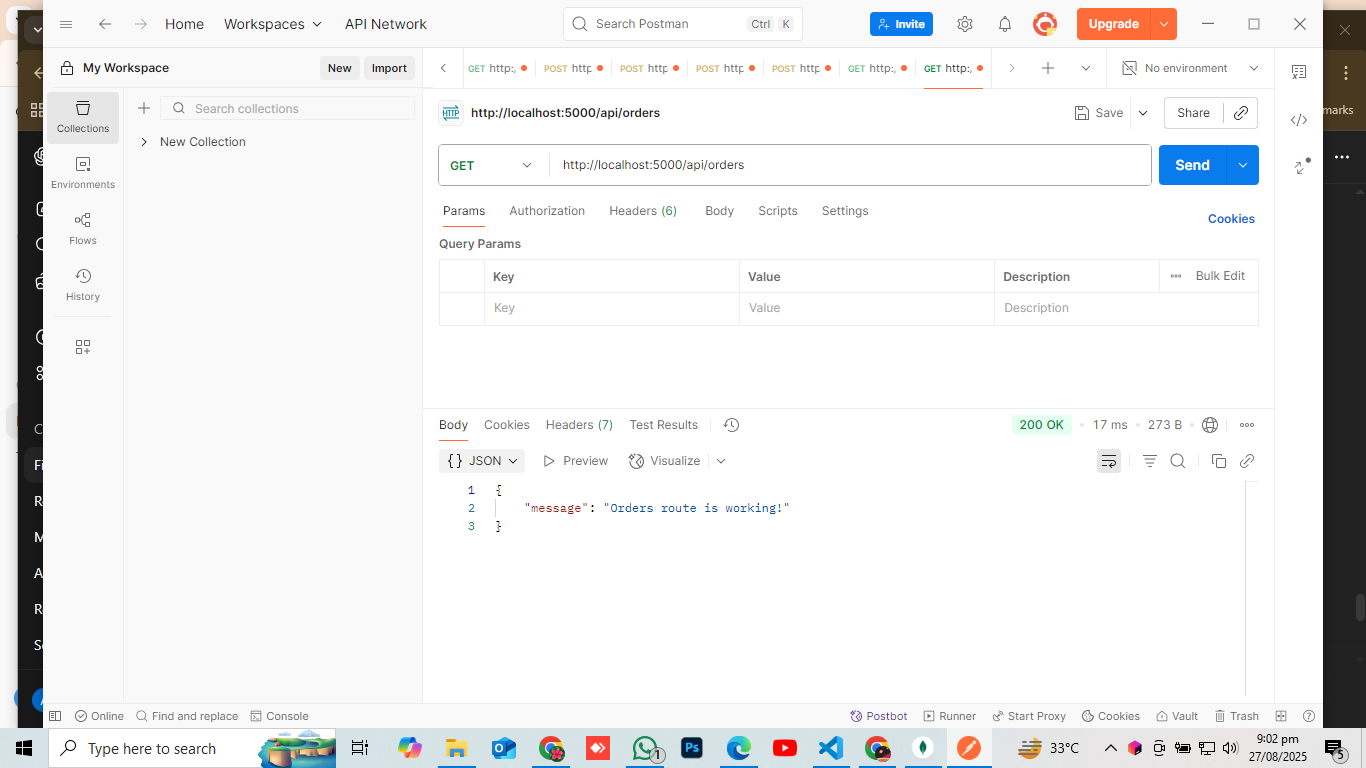 Home
Workspaces
API Network
Search Postman
Ctrl K
Invite
Upgrade
My Workspace
New
Import
GET http:,
POST http
POST http
POST http
POST http
GET http:,
GET http:,
No environment
marks
Collections
Search collections
HTTP
http://localhost:5000/api/orders
Save
Share
New Collection
Environments
GET
http://localhost:5000/api/orders
Send
Flows
Params
Authorization
Headers (6)
Body
Scripts
Settings
Cookies
Query Params
History
Key
Value
Description
Bulk Edit
Key
Value
Description
Body
Cookies
Headers (7)
Test Results
200 OK
17 ms
273 B
{} JSON
Preview
Visualize
1 {
2 "message": "Orders route is working!"
3 }
Online
Find and replace
Console
Postbot
Runner
Start Proxy
Cookies
Vault
Trash
Type here to search
1
Ps
33°C
9:02 pm
27/08/2025
5